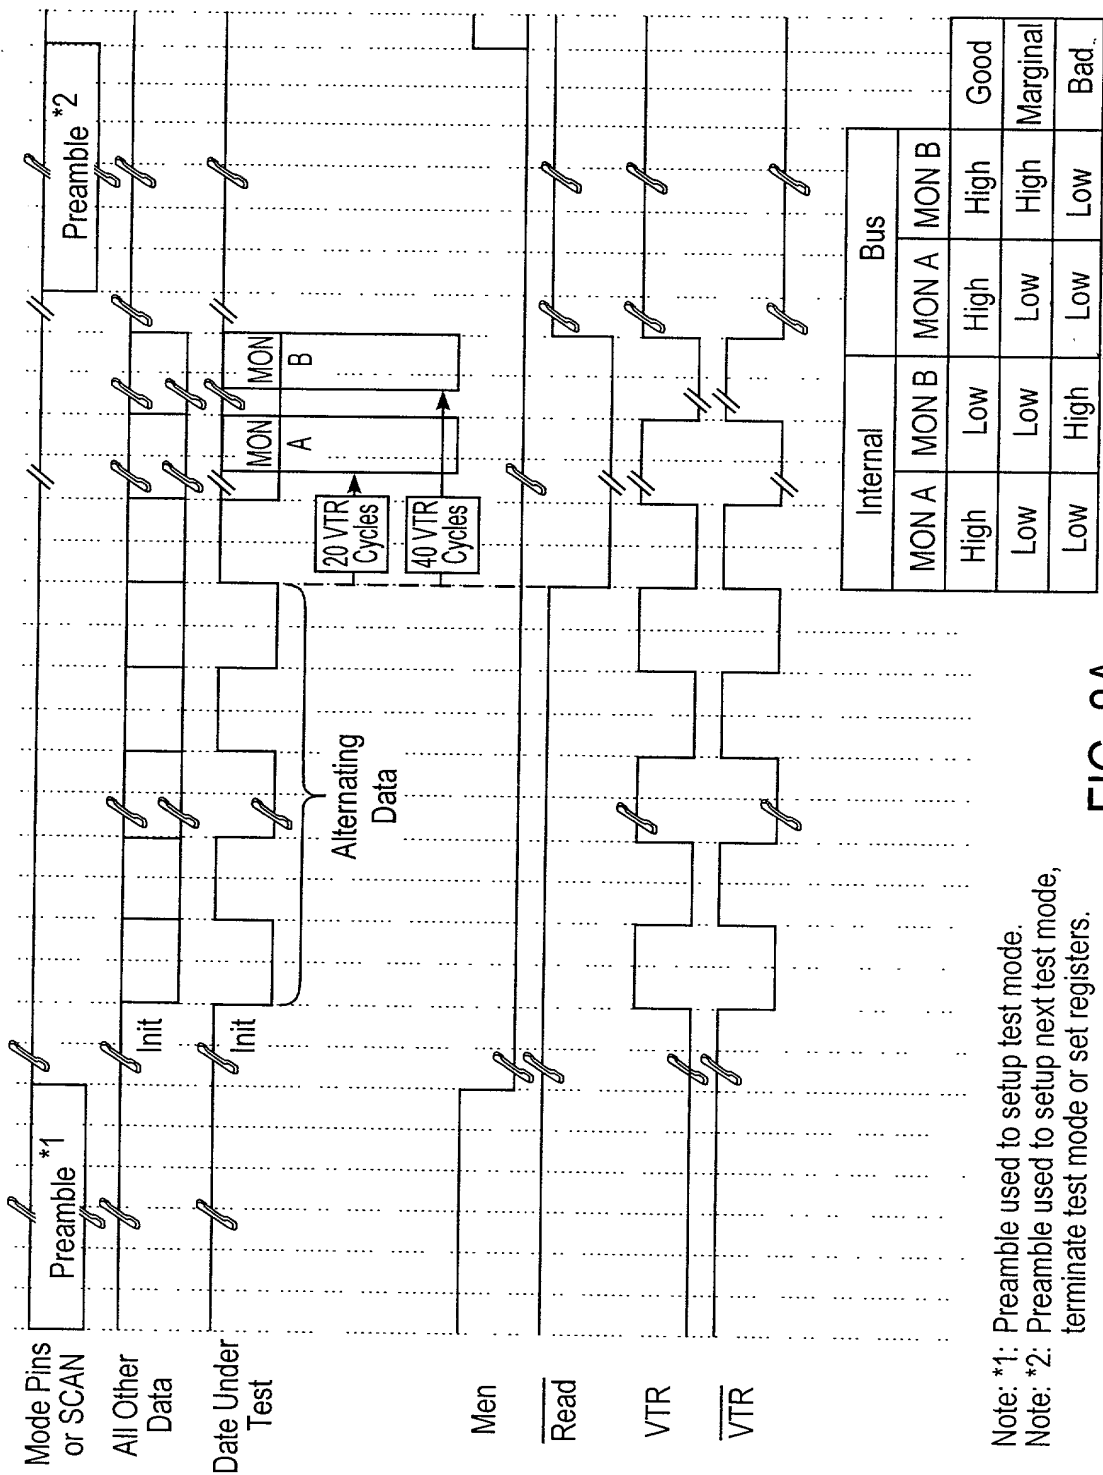 Mode Pins
or SCAN
All Other
Data
Date Under
Test
Men
Read
VTR
VTR
Preamble *1
Preamble *2
Init
Init
Alternating
Data
MON
A
MON
B
20 VTR
Cycles
40 VTR
Cycles
Internal
Bus
MON A MON B MON A MON B
High Low High High Good
Low Low Low High Marginal
Low High Low Low Bad
Note: *1: Preamble used to setup test mode.
Note: *2: Preamble used to setup next test mode,
terminate test mode or set registers.
FIG.